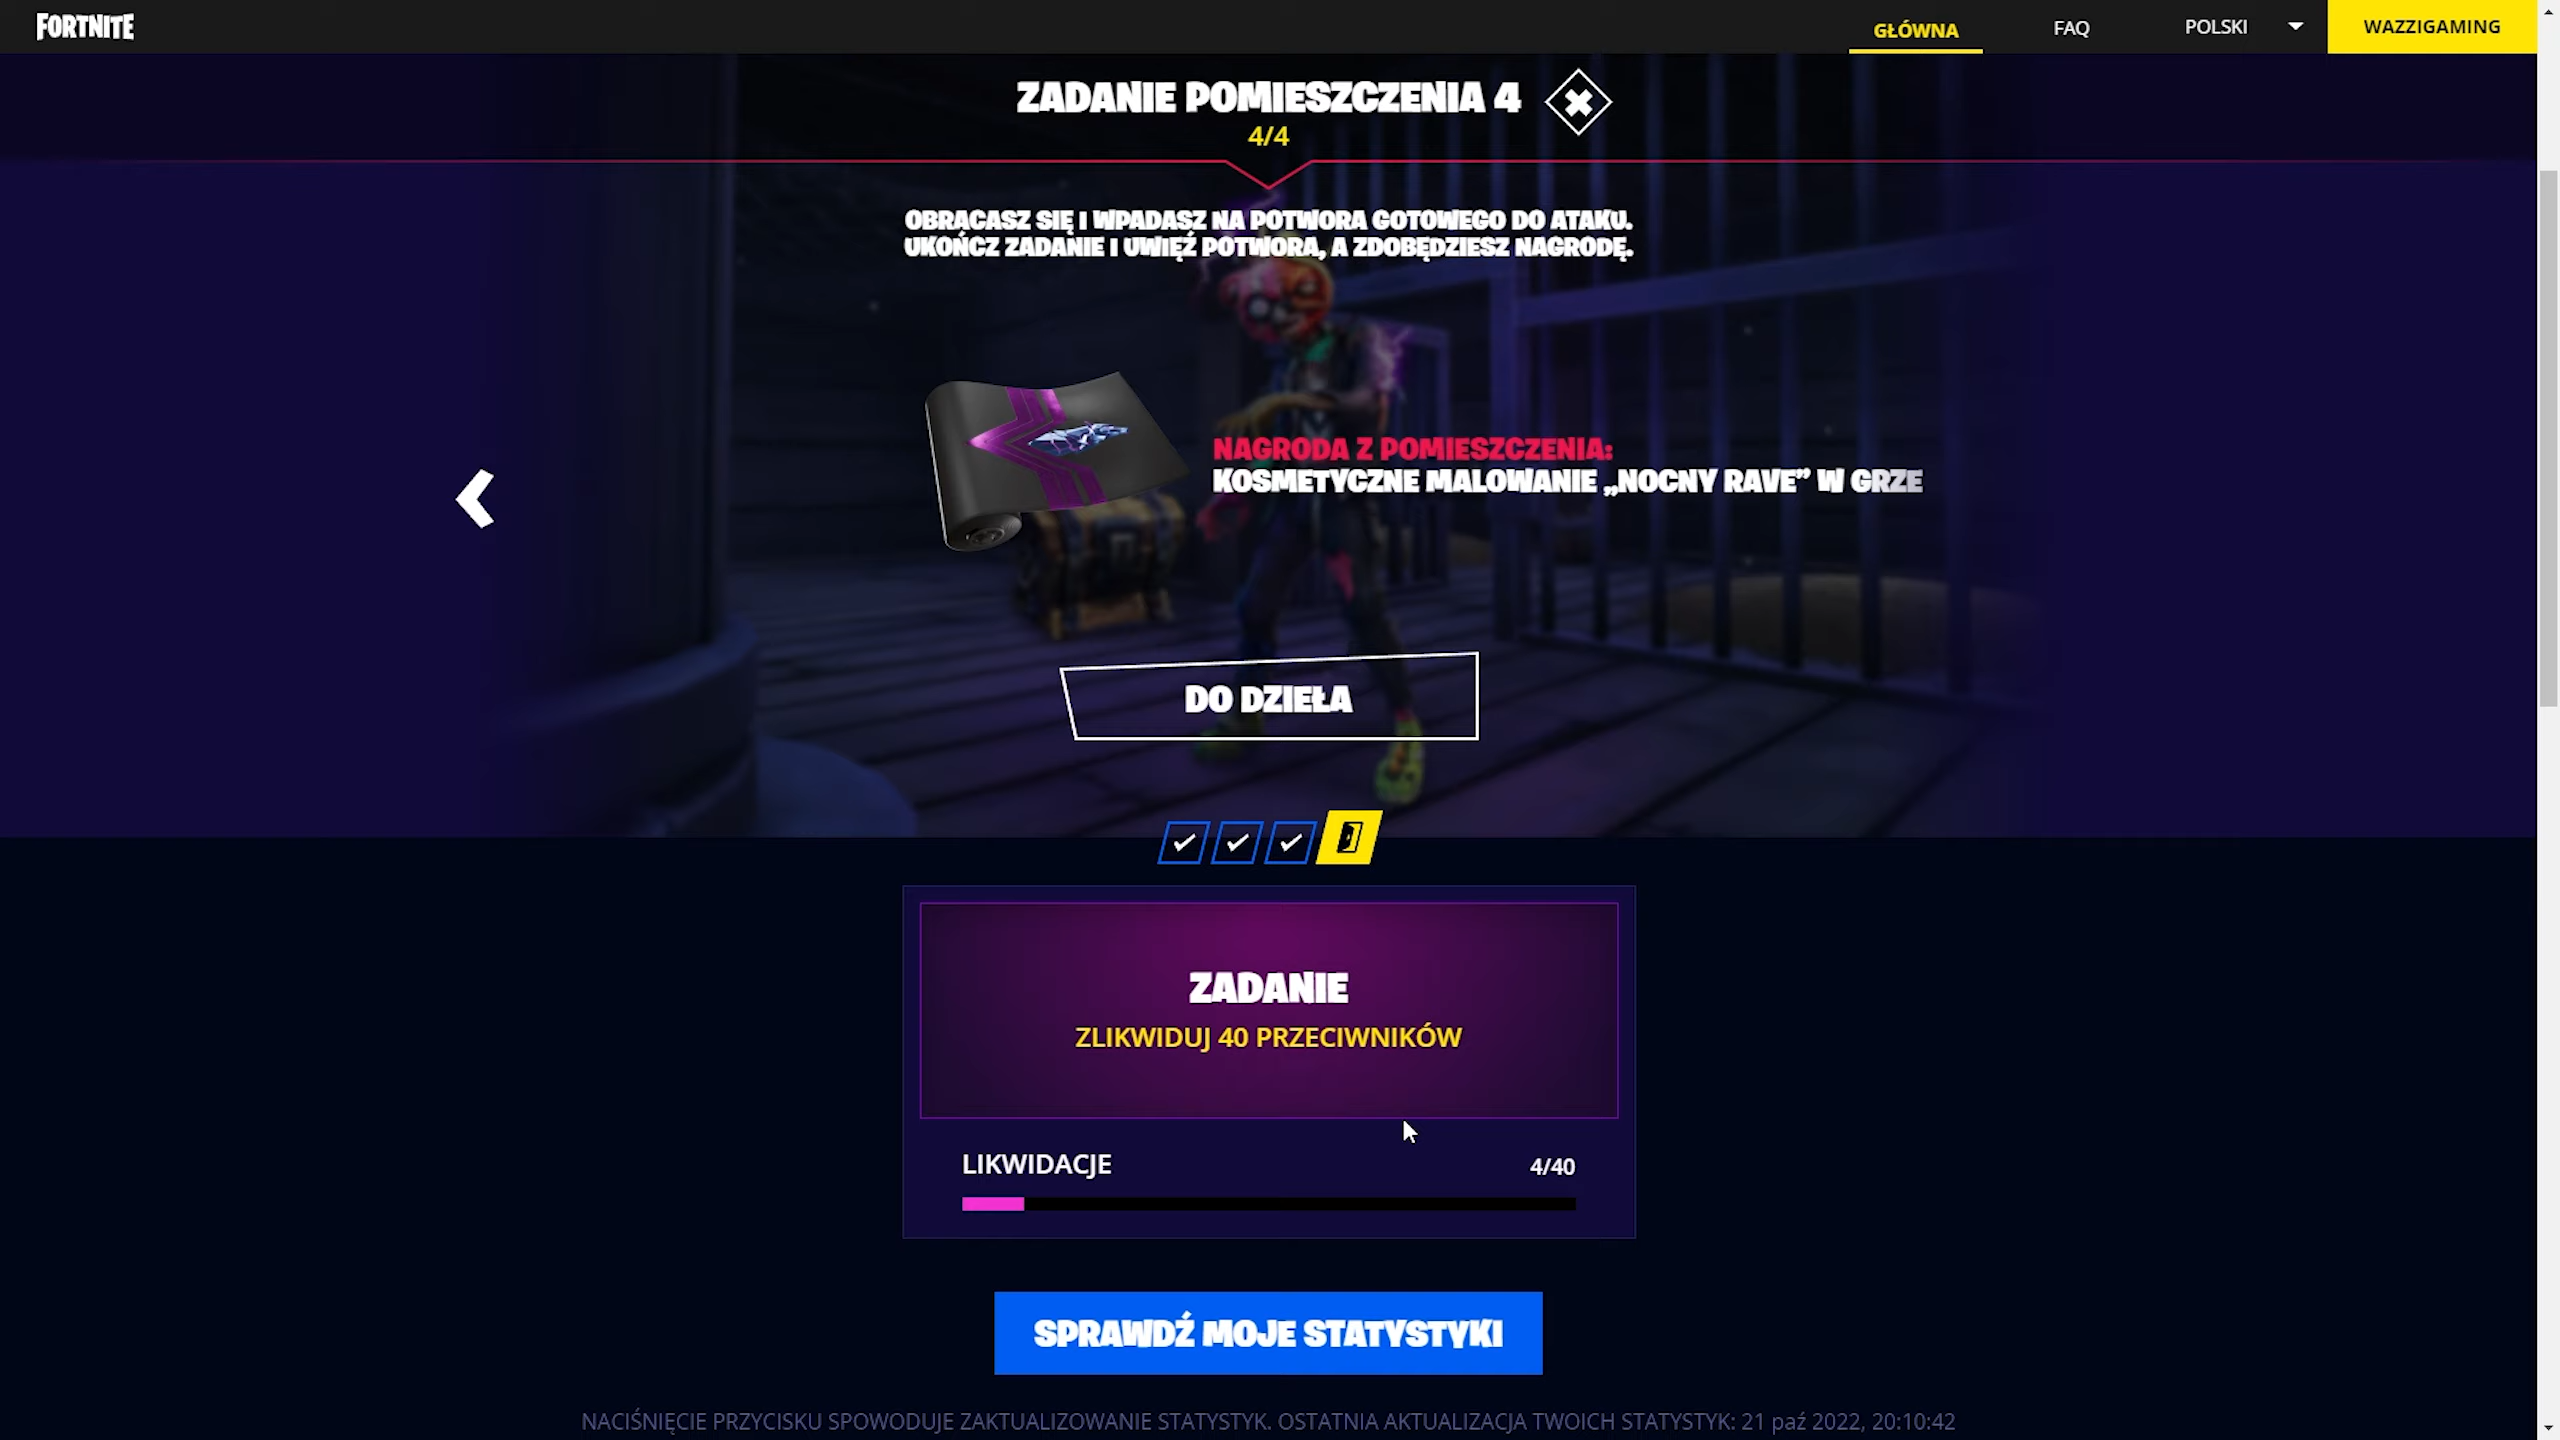 FORTNITE
GŁÓWNA
FAQ
POLSKI
WAZZIGAMING
ZADANIE POMIESZCZENIA 4
4/4
OBRACASZ SIĘ I WPADASZ NA POTWORA GOTOWEGO DO ATAKU.
UKOŃCZ ZADANIE I UWIĘŹ POTWORA, A ZDOBĘDZIESZ NAGRODĘ.
NAGRODA Z POMIESZCZENIA:
KOSMETYCZNE MALOWANIE „NOCNY RAVE” W GRZE
DO DZIEŁA
ZADANIE
ZLIKWIDUJ 40 PRZECIWNIKÓW
LIKWIDACJE
4/40
SPRAWDŹ MOJE STATYSTYKI
NACIŚNIĘCIE PRZYCISKU SPOWODUJE ZAKTUALIZOWANIE STATYSTYK. OSTATNIA AKTUALIZACJA TWOICH STATYSTYK: 21 paź 2022, 20:10:42